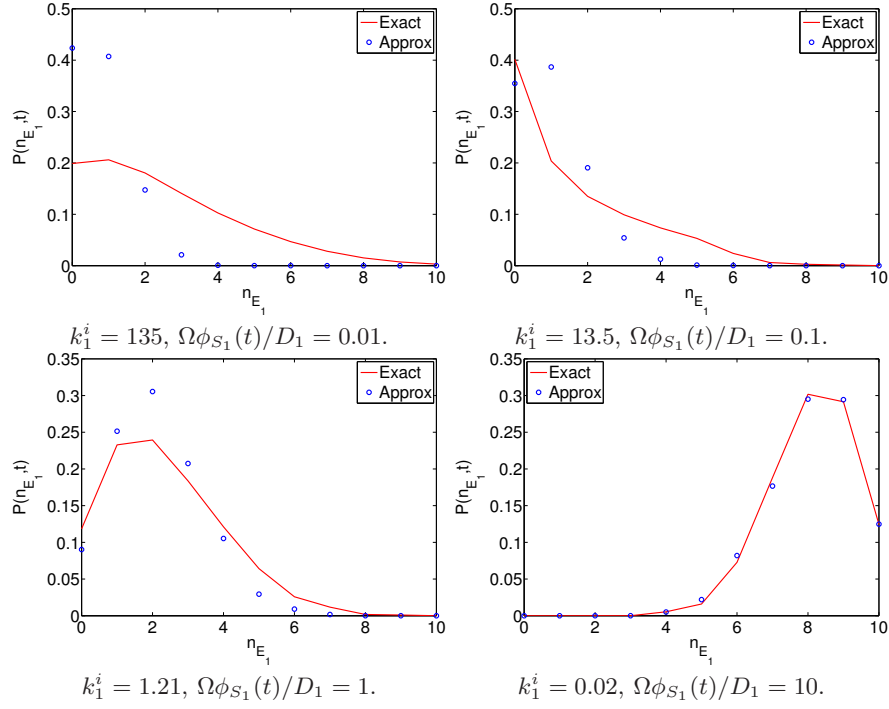 0.5
0.4
0.3
0.2
0.1
0
P(n_{E_1},t)
0 2 4 6 8 10
n_{E_1}
Exact
Approx
k_1^i = 135, Ωϕ_{S_1}(t)/D_1 = 0.01.
0.5
0.4
0.3
0.2
0.1
0
P(n_{E_1},t)
0 2 4 6 8 10
n_{E_1}
Exact
Approx
k_1^i = 13.5, Ωϕ_{S_1}(t)/D_1 = 0.1.
0.35
0.3
0.25
0.2
0.15
0.1
0.05
0
P(n_{E_1},t)
0 2 4 6 8 10
n_{E_1}
Exact
Approx
k_1^i = 1.21, Ωϕ_{S_1}(t)/D_1 = 1.
0.35
0.3
0.25
0.2
0.15
0.1
0.05
0
P(n_{E_1},t)
0 2 4 6 8 10
n_{E_1}
Exact
Approx
k_1^i = 0.02, Ωϕ_{S_1}(t)/D_1 = 10.